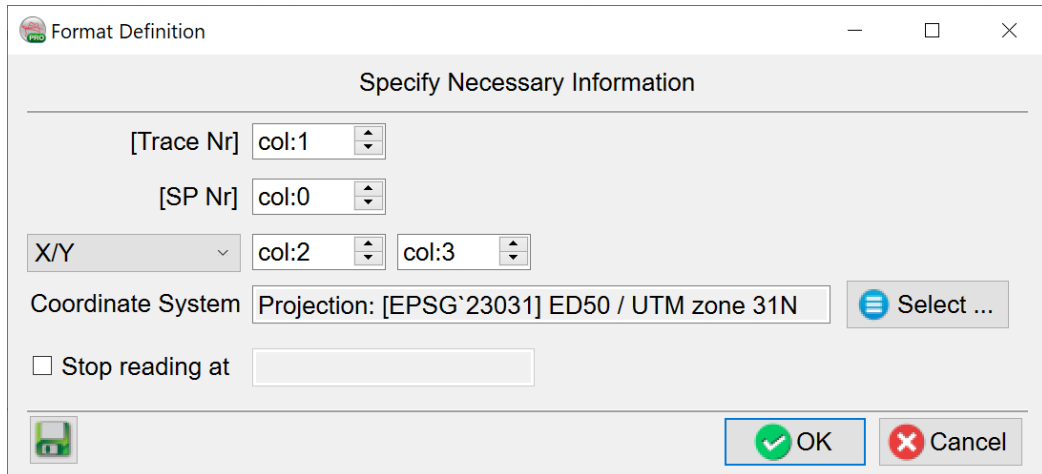 PRO Format Definition
Specify Necessary Information
[Trace Nr] col:1
[SP Nr] col:0
X/Y col:2 col:3
Coordinate System Projection: [EPSG`23031] ED50 / UTM zone 31N Select ...
Stop reading at
OK Cancel